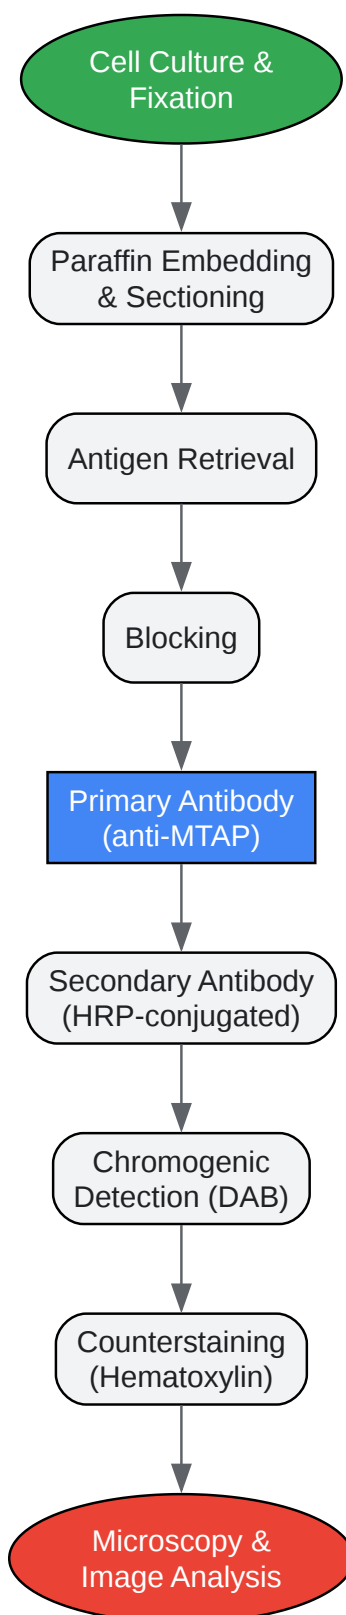 Cell Culture &
Fixation
Paraffin Embedding
& Sectioning
Antigen Retrieval
Blocking
Primary Antibody
(anti-MTAP)
Secondary Antibody
(HRP-conjugated)
Chromogenic
Detection (DAB)
Counterstaining
(Hematoxylin)
Microscopy &
Image Analysis